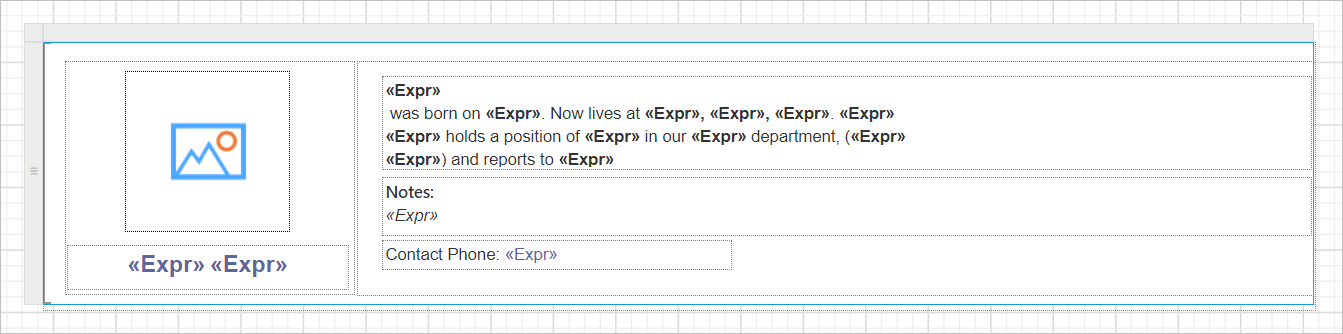 «Expr»
was born on «Expr». Now lives at «Expr», «Expr», «Expr». «Expr»
«Expr» holds a position of «Expr» in our «Expr» department, («Expr»
«Expr») and reports to «Expr»
Notes:
«Expr»
Contact Phone: «Expr»
«Expr» «Expr»